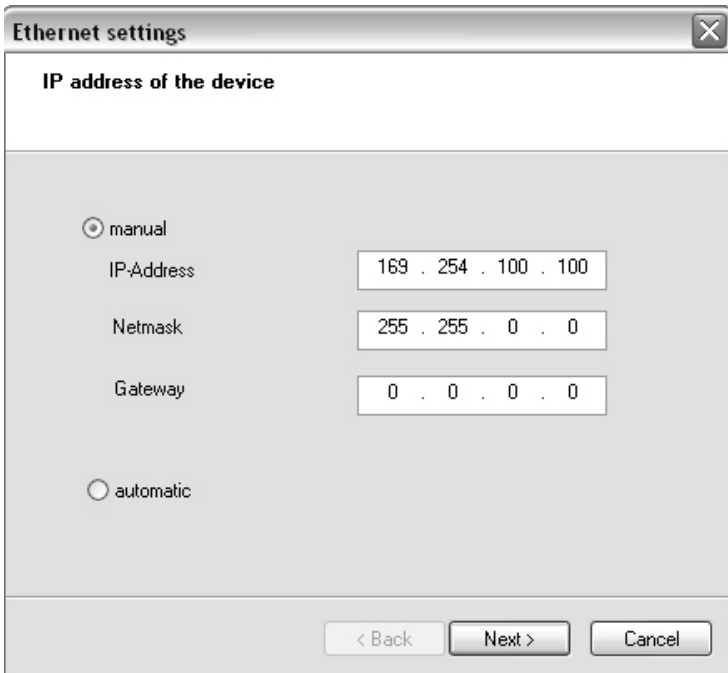 Ethernet settings
IP address of the device
manual
IP-Address 169 . 254 . 100 . 100
Netmask 255 . 255 . 0 . 0
Gateway 0 . 0 . 0 . 0
automatic
< Back Next > Cancel